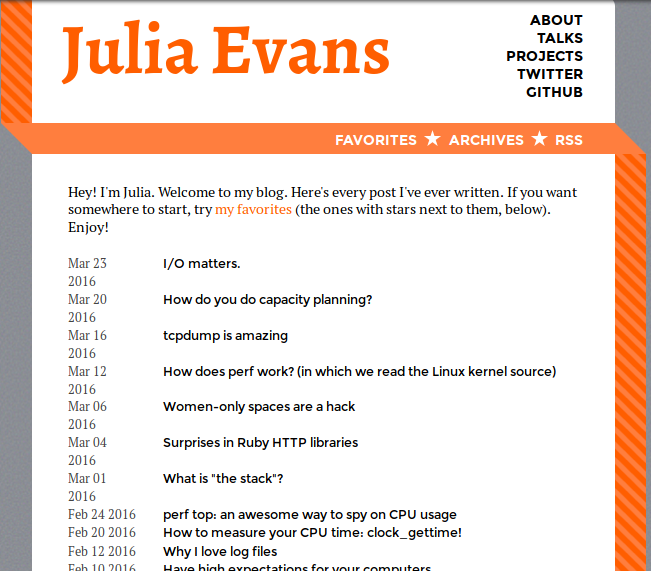 Julia Evans
ABOUT
TALKS
PROJECTS
TWITTER
GITHUB
FAVORITES ★ ARCHIVES ★ RSS
Hey! I'm Julia. Welcome to my blog. Here's every post I've ever written. If you want
somewhere to start, try my favorites (the ones with stars next to them, below).
Enjoy!
Mar 23 2016 I/O matters.
Mar 20 2016 How do you do capacity planning?
Mar 16 2016 tcpdump is amazing
Mar 12 2016 How does perf work? (in which we read the Linux kernel source)
Mar 06 2016 Women-only spaces are a hack
Mar 04 2016 Surprises in Ruby HTTP libraries
Mar 01 2016 What is "the stack"?
Feb 24 2016 perf top: an awesome way to spy on CPU usage
Feb 20 2016 How to measure your CPU time: clock_gettime!
Feb 12 2016 Why I love log files
Feb 10 2016 Have high expectations for your computers